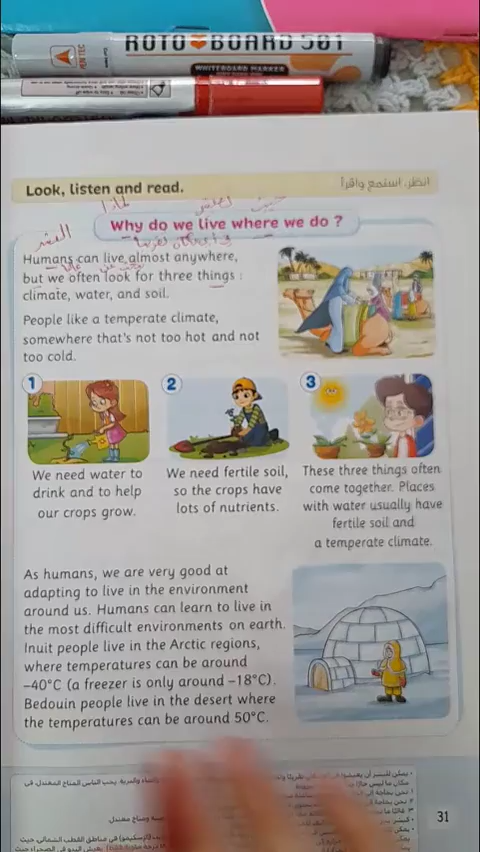 ROTO BOARD 501
WHITEBOARD MARKER
Look, listen and read.
انظر، استمع واقرأ
لماذا
نعيش
حيث
Why do we live where we do ?
البشر
Humans can live almost anywhere,
but we often look for three things :
climate, water, and soil.
People like a temperate climate,
somewhere that's not too hot and not
too cold.
1
2
3
We need water to
drink and to help
our crops grow.
We need fertile soil,
so the crops have
lots of nutrients.
These three things often
come together. Places
with water usually have
fertile soil and
a temperate climate.
As humans, we are very good at
adapting to live in the environment
around us. Humans can learn to live in
the most difficult environments on earth.
Inuit people live in the Arctic regions,
where temperatures can be around
–40°C (a freezer is only around –18°C).
Bedouin people live in the desert where
the temperatures can be around 50°C.
31